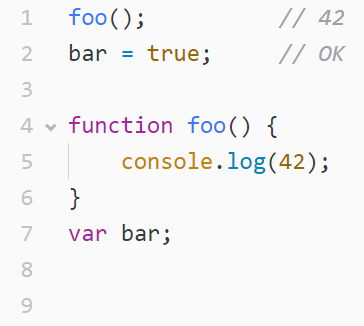 1 foo();          // 42
2 bar = true;     // OK
3
4 function foo() {
5     console.log(42);
6 }
7 var bar;
8
9